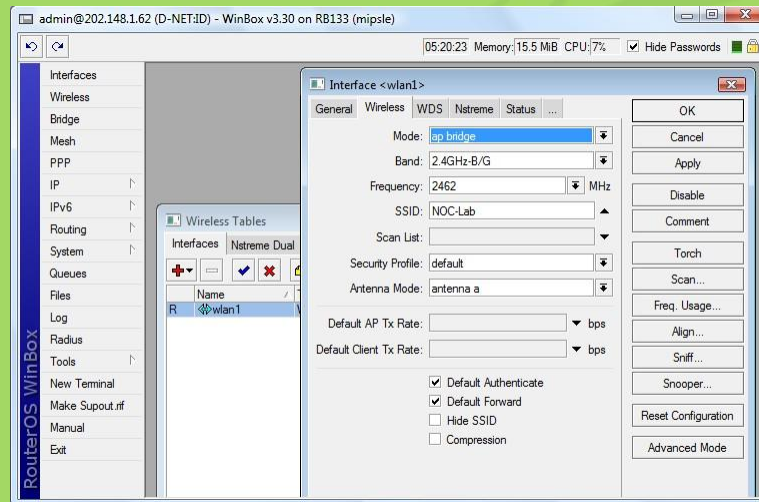 admin@202.148.1.62 (D-NET:ID) - WinBox v3.30 on RB133 (mipsle)
05:20:23 Memory: 15.5 MiB CPU: 7% Hide Passwords
RouterOS WinBox
Interfaces
Wireless
Bridge
Mesh
PPP
IP
IPv6
Routing
System
Queues
Files
Log
Radius
Tools
New Terminal
Make Supout.rif
Manual
Exit
Wireless Tables
Interfaces Nstreme Dual
Name
R wlan1
Interface <wlan1>
General Wireless WDS Nstreme Status ...
Mode: ap bridge
Band: 2.4GHz-B/G
Frequency: 2462 MHz
SSID: NOC-Lab
Scan List:
Security Profile: default
Antenna Mode: antenna a
Default AP Tx Rate: bps
Default Client Tx Rate: bps
Default Authenticate
Default Forward
Hide SSID
Compression
OK
Cancel
Apply
Disable
Comment
Torch
Scan...
Freq. Usage...
Align...
Sniff...
Snooper...
Reset Configuration
Advanced Mode